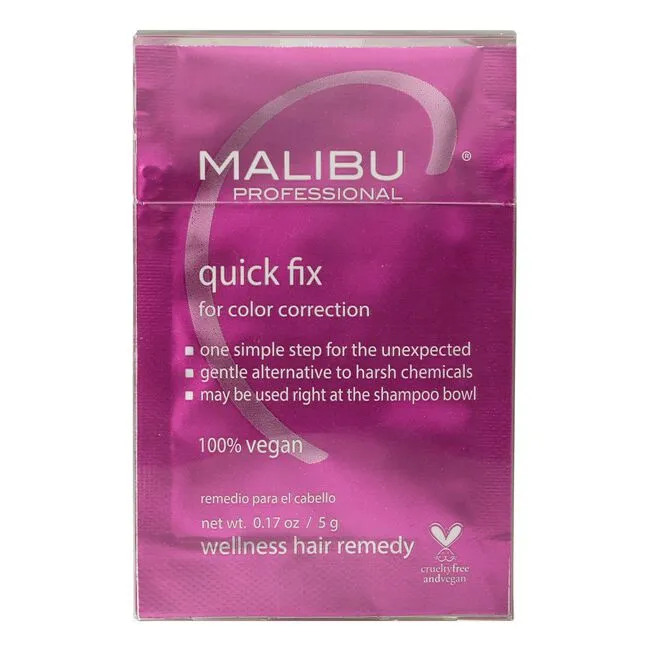 MALIBU ®
PROFESSIONAL
quick fix
for color correction
▪ one simple step for the unexpected
▪ gentle alternative to harsh chemicals
▪ may be used right at the shampoo bowl
100% vegan
remedio para el cabello
net wt. 0.17 oz / 5 g
wellness hair remedy
crueltyfree
andvegan